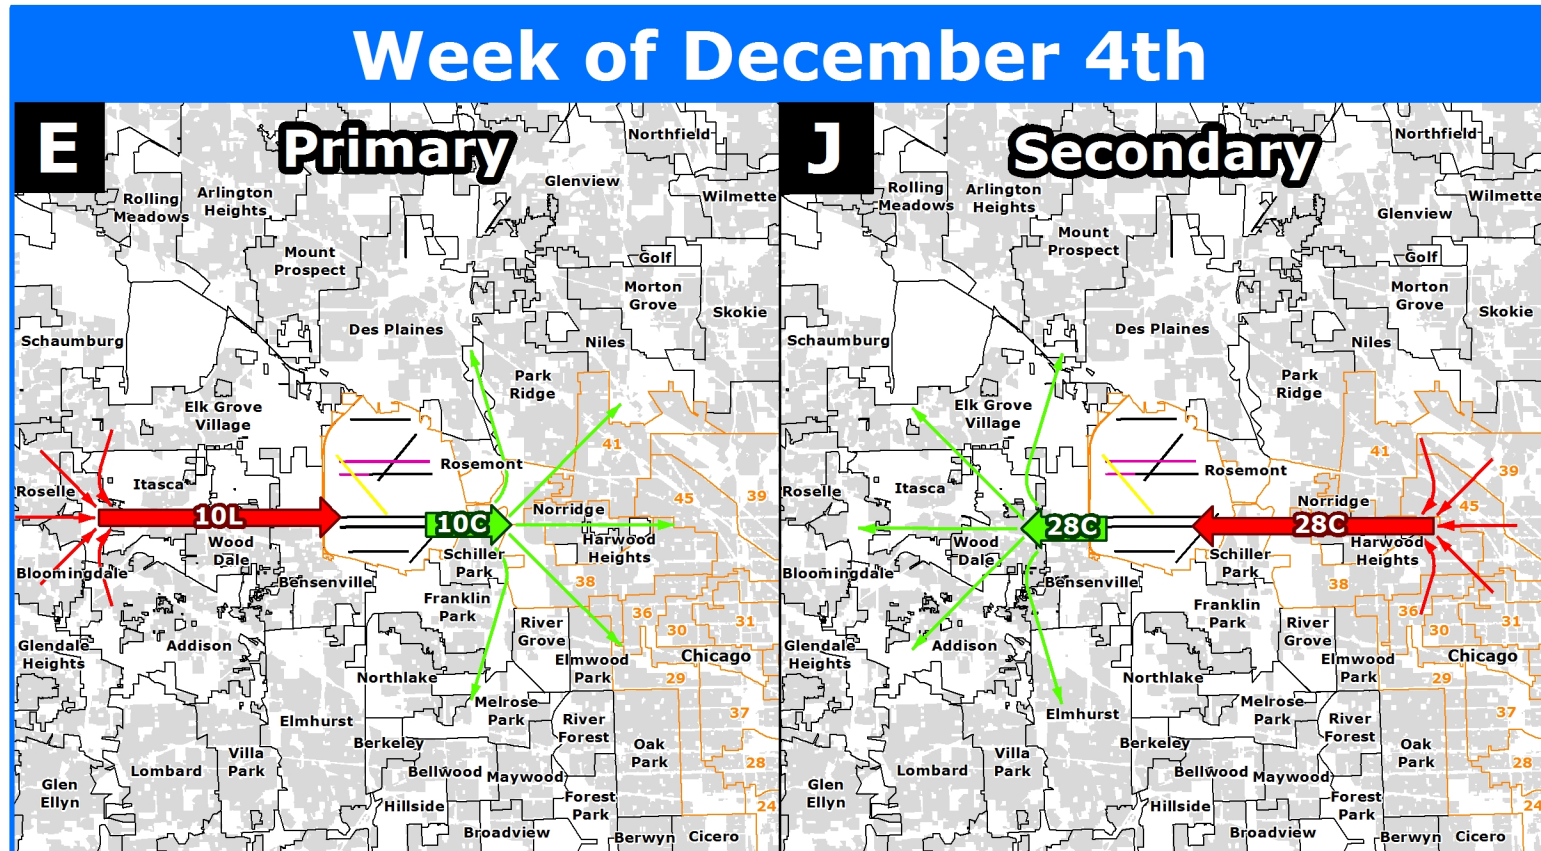 Week of December 4th
E
Primary
Northfield
Glenview
Wilmette
Rolling
Meadows
Arlington
Heights
Mount
Prospect
Golf
Morton
Grove
Skokie
Des Plaines
Schaumburg
Niles
Park
Ridge
Elk Grove
Village
41
Rosemont
Itasca
Roselle
45
39
Norridge
10L
10C
Harwood
Heights
Wood
Dale
Schiller
Park
Bloomingdale
Bensenville
38
Franklin
Park
36
30
31
River
Grove
Glendale
Heights
Addison
Elmwood
Park
Chicago
Northlake
29
Melrose
Park
37
Elmhurst
River
Forest
Berkeley
Oak
Park
Villa
Park
Lombard
Bellwood
Maywood
28
Glen
Ellyn
Hillside
Forest
Park
24
Broadview
Berwyn
Cicero
J
Secondary
Northfield
Rolling
Meadows
Arlington
Heights
Wilmette
Glenview
Mount
Prospect
Golf
Morton
Grove
Skokie
Des Plaines
Schaumburg
Niles
Park
Ridge
Elk Grove
Village
41
Rosemont
39
Itasca
Roselle
Norridge
45
28C
28C
Wood
Dale
Harwood
Heights
Schiller
Park
Bloomingdale
Bensenville
38
Franklin
Park
36
30
31
River
Grove
Glendale
Heights
Addison
Elmwood
Park
Chicago
Northlake
29
Melrose
Park
37
Elmhurst
River
Forest
Berkeley
Oak
Park
Villa
Park
Lombard
Bellwood
Maywood
28
Glen
Ellyn
Hillside
Forest
Park
24
Broadview
Berwyn
Cicero